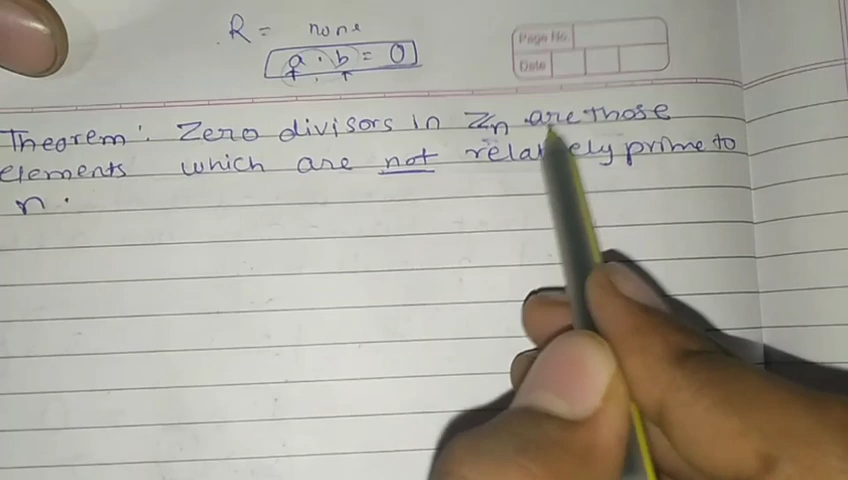 R = none
a · b = 0
Page No
Date
Theorem: Zero divisors in Zn are those
elements which are not relatively prime to
n.